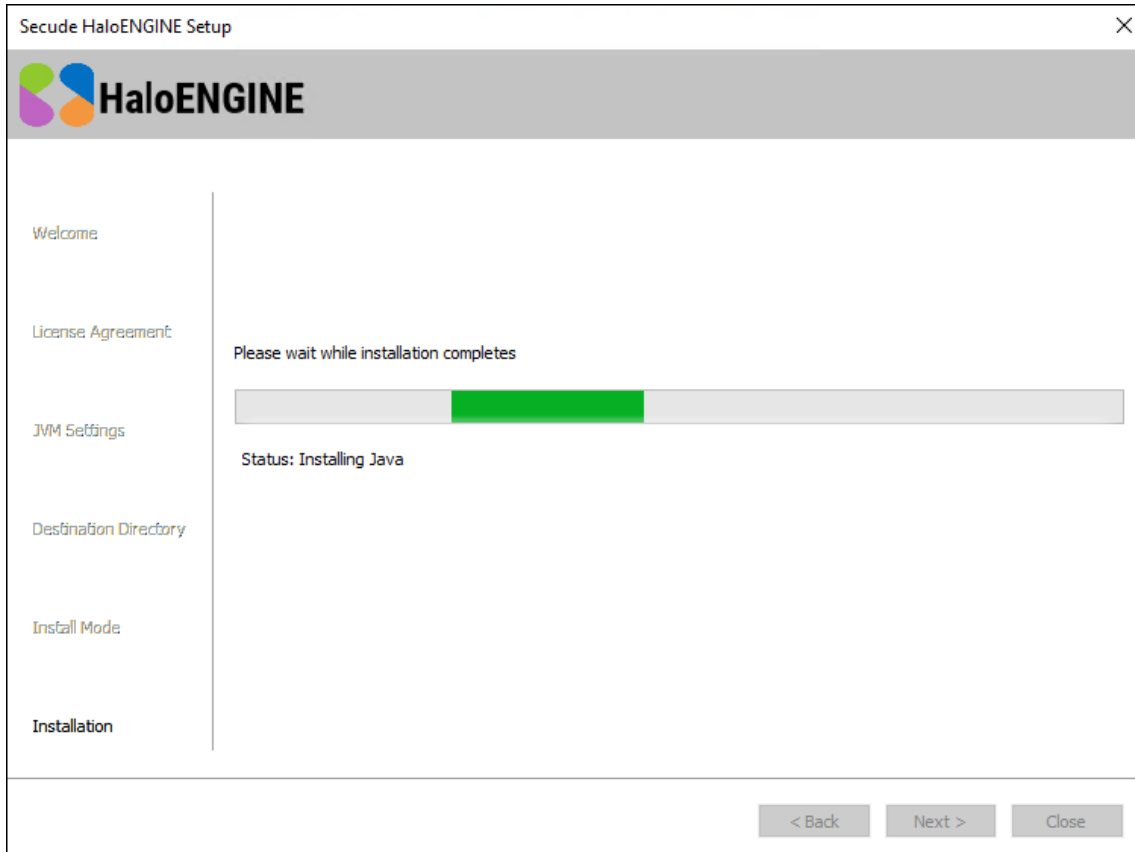 Secude HaloENGINE Setup
HaloENGINE
Welcome
License Agreement
JVM Settings
Destination Directory
Install Mode
Installation
Please wait while installation completes
Status: Installing Java
< Back
Next >
Close